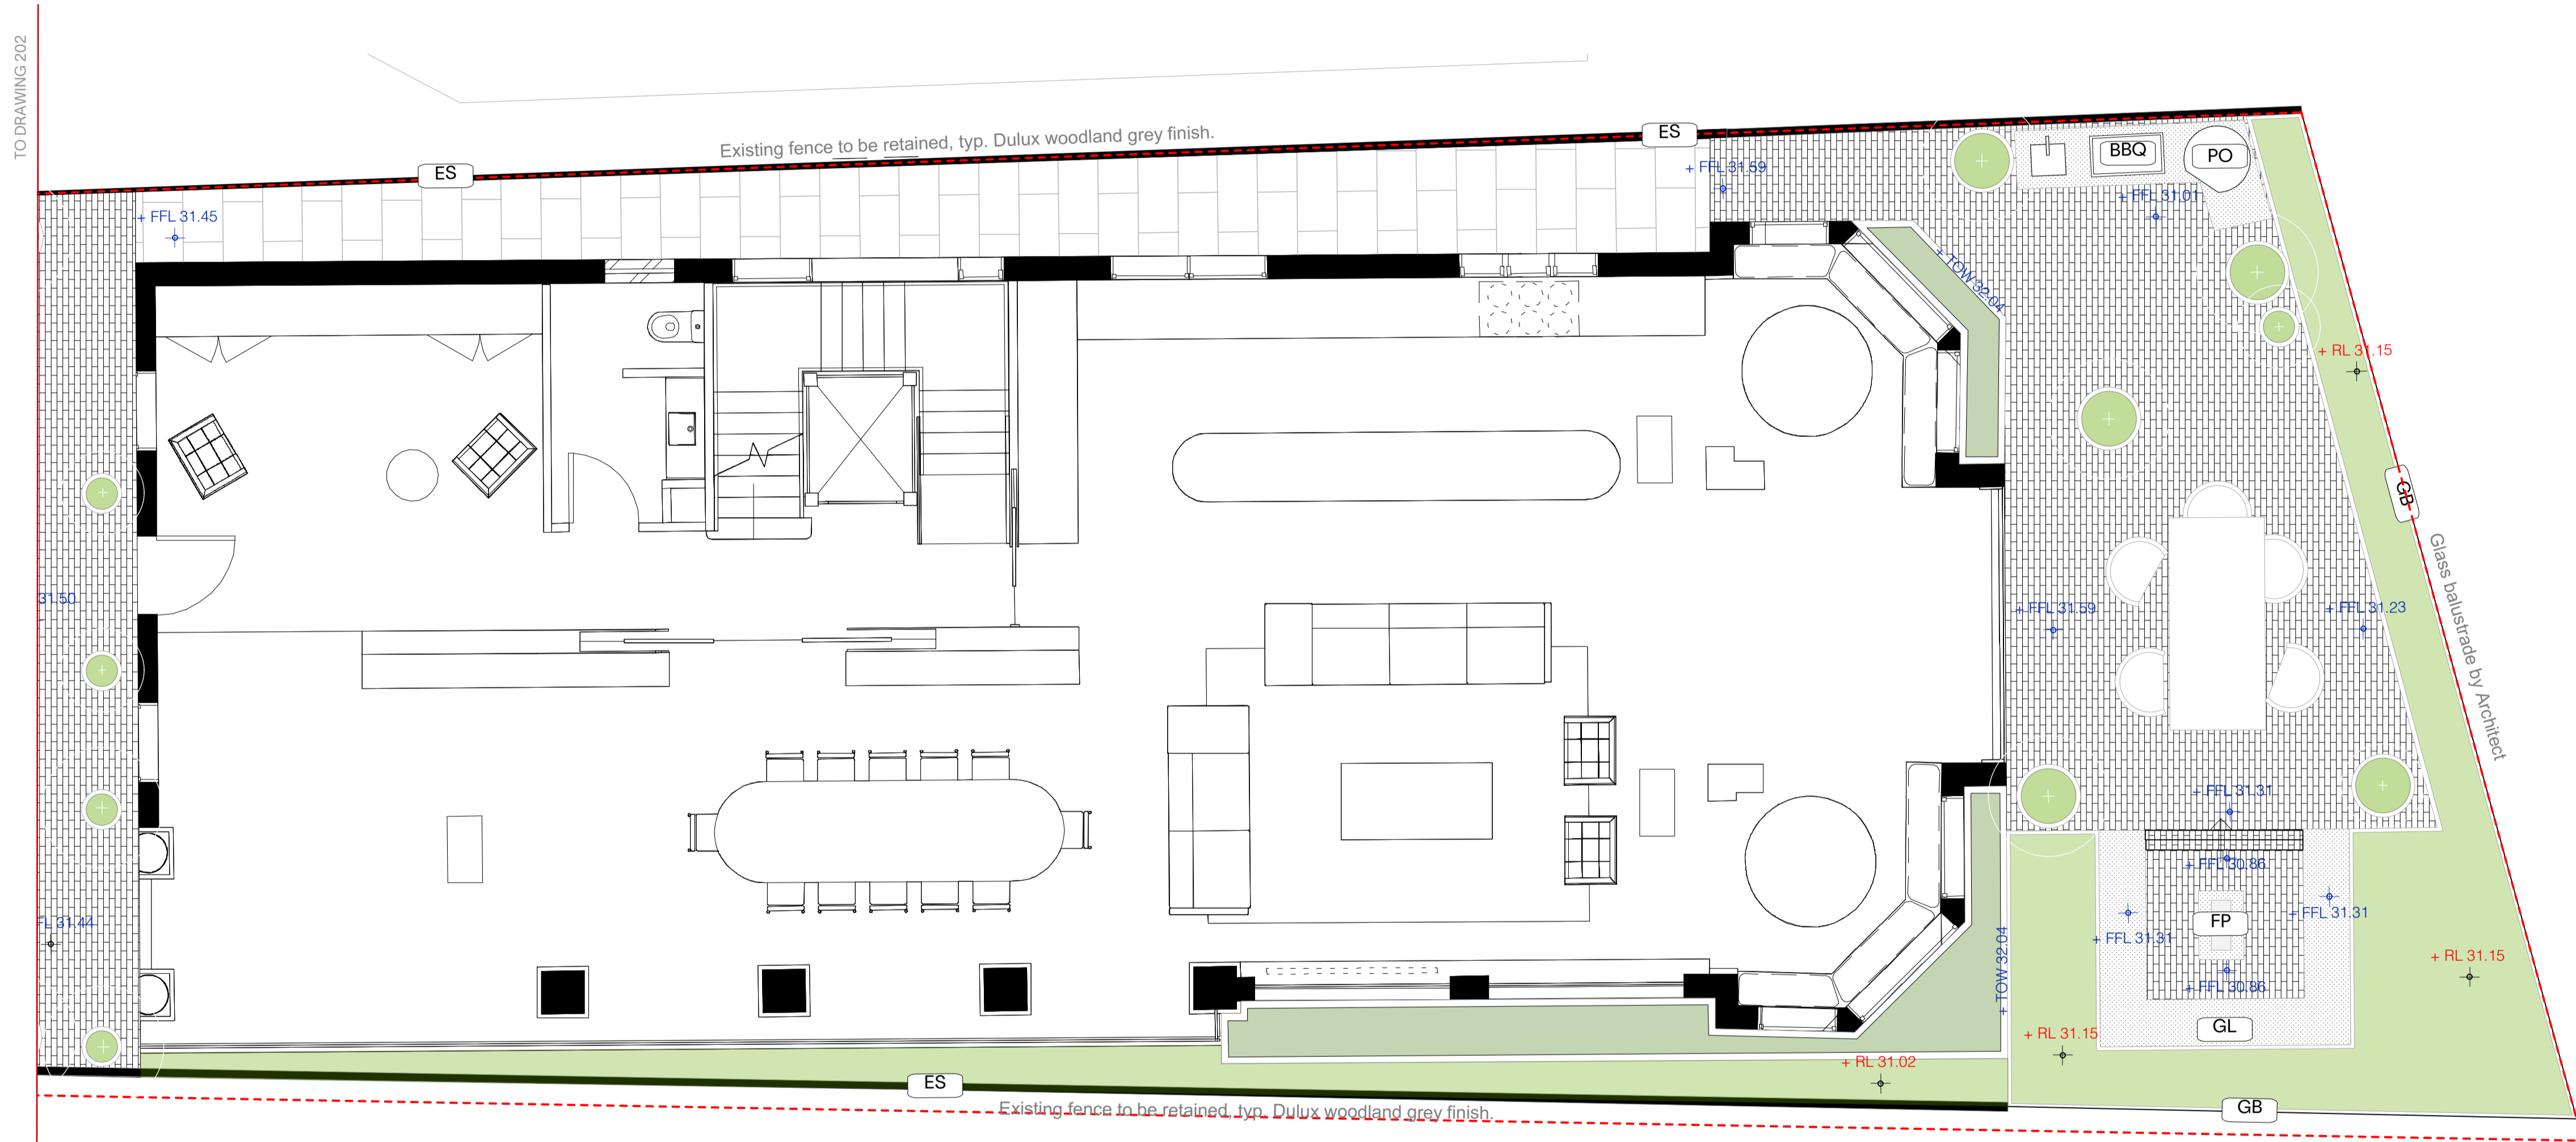 TO DRAWING 202
Existing fence to be retained, typ. Dulux woodland grey finish.
ES
ES
BBQ
PO
+ FFL 31.59
+ FFL 31.01
+ FFL 31.45
+ TOW 32.04
+ RL 31.15
GB
Glass balustrade by Architect
31.50
+ FFL 31.59
+ FFL 31.23
+ FFL 31.31
+ FFL 30.86
FP
+ FFL 31.31
+ FFL 31.31
FL 31.44
+ TOW 32.04
+ RL 31.15
+ FFL 30.86
GL
+ RL 31.15
+ RL 31.02
ES
Existing fence to be retained, typ. Dulux woodland grey finish.
GB